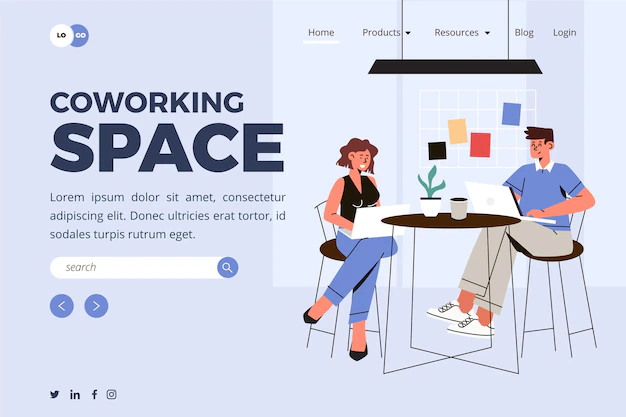 LO GO
Home Products Resources Blog Login
COWORKING
SPACE
Lorem ipsum dolor sit amet, consectetur
adipiscing elit. Donec ultricies erat tortor, id
sodales turpis rutrum eget.
search